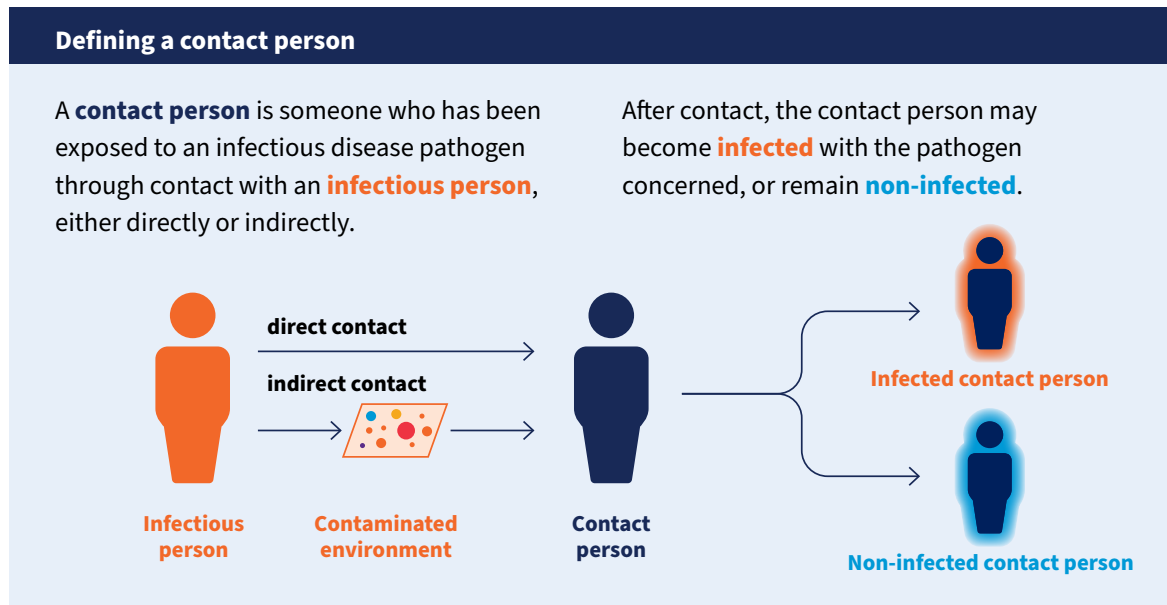 Defining a contact person
A contact person is someone who has been
exposed to an infectious disease pathogen
through contact with an infectious person,
either directly or indirectly.
After contact, the contact person may
become infected with the pathogen
concerned, or remain non-infected.
direct contact
indirect contact
Infectious
person
Contaminated
environment
Contact
person
Infected contact person
Non-infected contact person